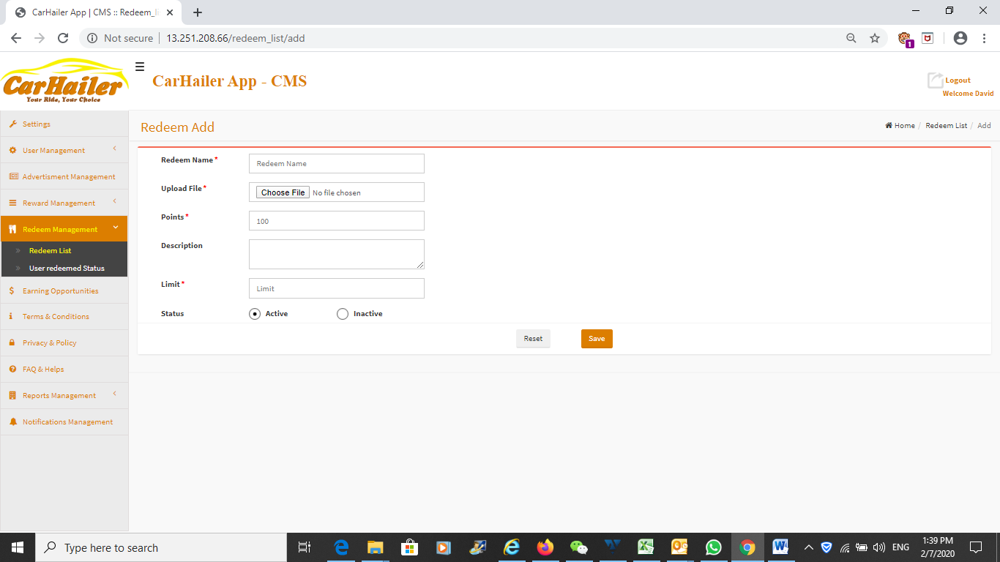 CarHailer App | CMS :: Redeem_li
Not secure
13.251.208.66/redeem_list/add
1
CarHailer
Your Ride, Your Choice
CarHailer App - CMS
Logout
Welcome David
Settings
User Management
Advertisment Management
Reward Management
Redeem Management
Redeem List
User redeemed Status
Earning Opportunities
Terms & Conditions
Privacy & Policy
FAQ & Helps
Reports Management
Notifications Management
Redeem Add
Home / Redeem List / Add
Redeem Name *
Redeem Name
Upload File *
Choose File No file chosen
Points *
100
Description
Limit *
Limit
Status
Active
Inactive
Reset
Save
Type here to search
ENG
1:39 PM
2/7/2020